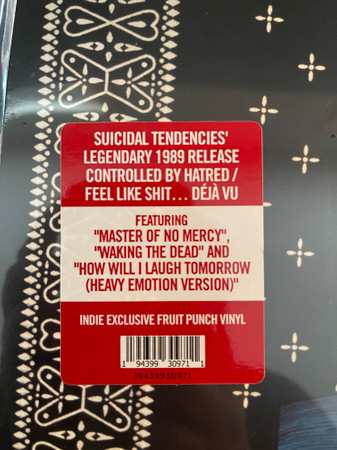 SUICIDAL TENDENCIES'
LEGENDARY 1989 RELEASE
CONTROLLED BY HATRED /
FEEL LIKE SHIT... DÉJÀ VU
FEATURING
"MASTER OF NO MERCY",
"WAKING THE DEAD" AND
"HOW WILL I LAUGH TOMORROW
(HEAVY EMOTION VERSION)"
INDIE EXCLUSIVE FRUIT PUNCH VINYL
1 94399 30971 1